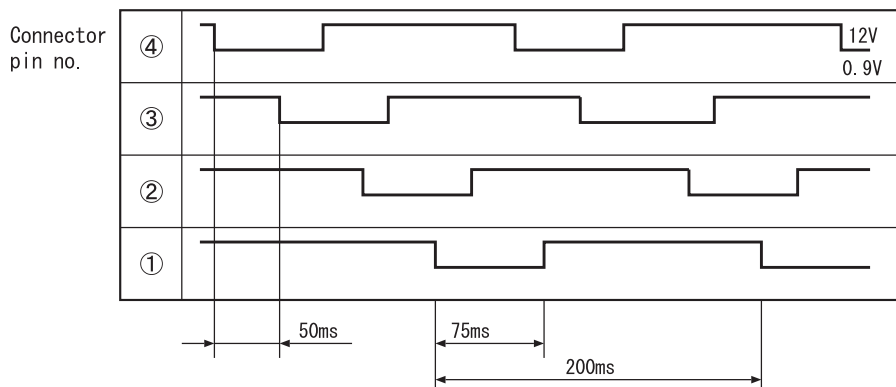 Connector
pin no.
④
12V
0.9V
③
②
①
50ms
75ms
200ms